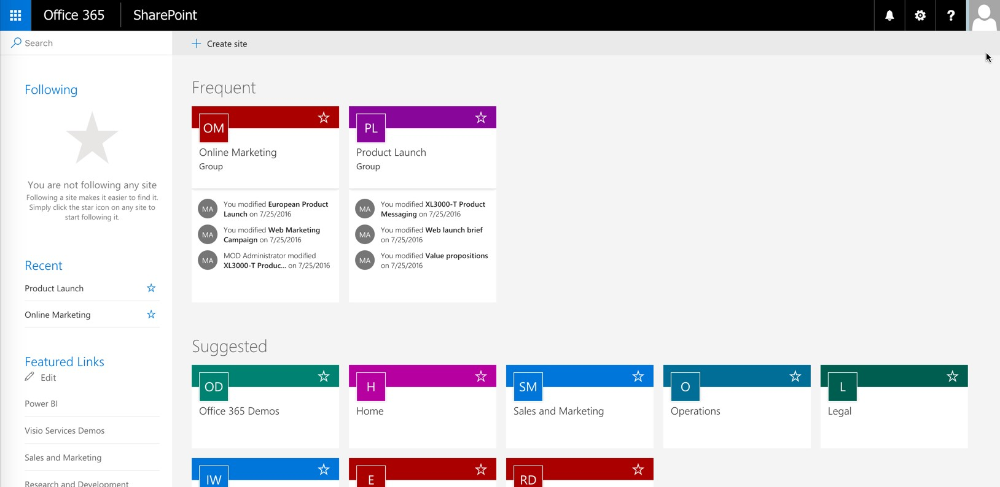 Office 365
SharePoint
Search
Create site
Following
You are not following any site
Following a site makes it easier to find it.
Simply click the star icon on any site to
start following it.
Recent
Product Launch
Online Marketing
Featured Links
Edit
Power BI
Visio Services Demos
Sales and Marketing
Research and Development
Frequent
OM
Online Marketing
Group
MA
You modified European Product
Launch on 7/25/2016
MA
You modified Web Marketing
Campaign on 7/25/2016
MA
MOD Administrator modified
XL3000-T Produc... on 7/25/2016
PL
Product Launch
Group
MA
You modified XL3000-T Product
Messaging on 7/25/2016
MA
You modified Web launch brief
on 7/25/2016
MA
You modified Value propositions
on 7/25/2016
Suggested
OD
Office 365 Demos
H
Home
SM
Sales and Marketing
O
Operations
L
Legal
IW
E
RD